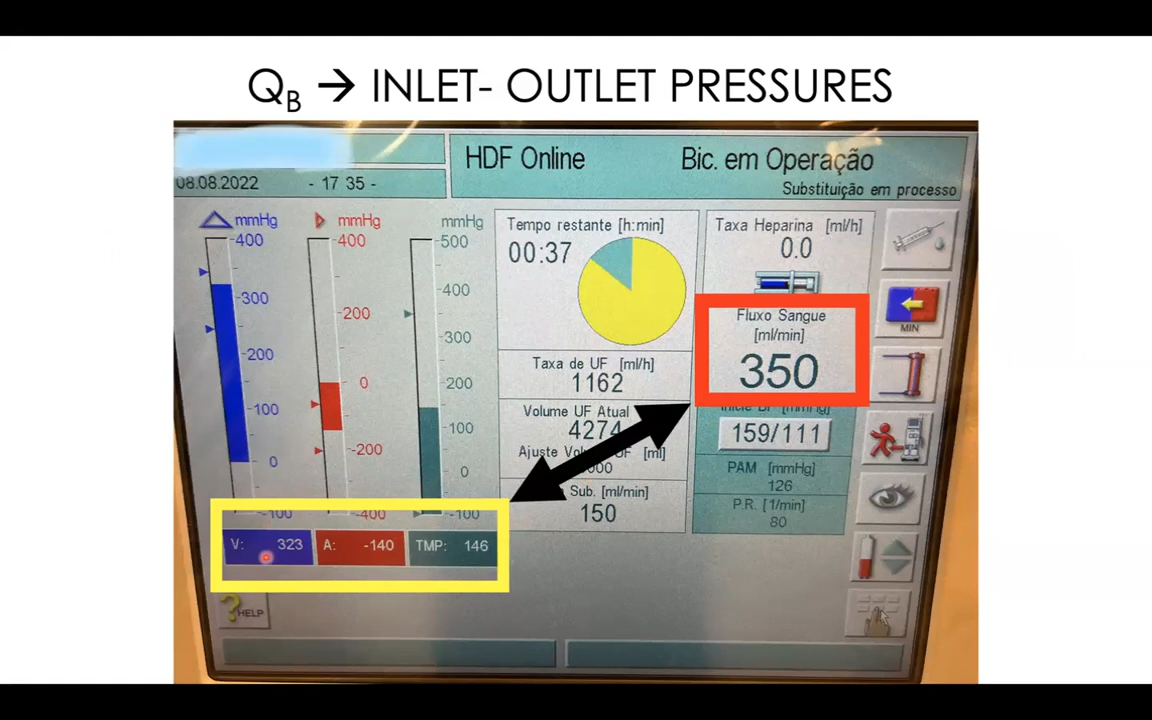 QB → INLET- OUTLET PRESSURES
08.08.2022 - 17 35 -
HDF Online
Bic. em Operação
Substituição em processo
mmHg
400
300
200
100
0
-100
mmHg
400
200
0
-200
-400
mmHg
500
400
300
200
100
0
-100
V: 323
A: -140
TMP: 146
?HELP
Tempo restante [h:min]
00:37
Taxa de UF [ml/h]
1162
Volume UF Atual
4274
[ml]
Sub. [ml/min]
150
Taxa Heparina [ml/h]
0.0
Fluxo Sangue
[ml/min]
350
159/111
PAM [mmHg]
126
P.R. [1/min]
80
MIN